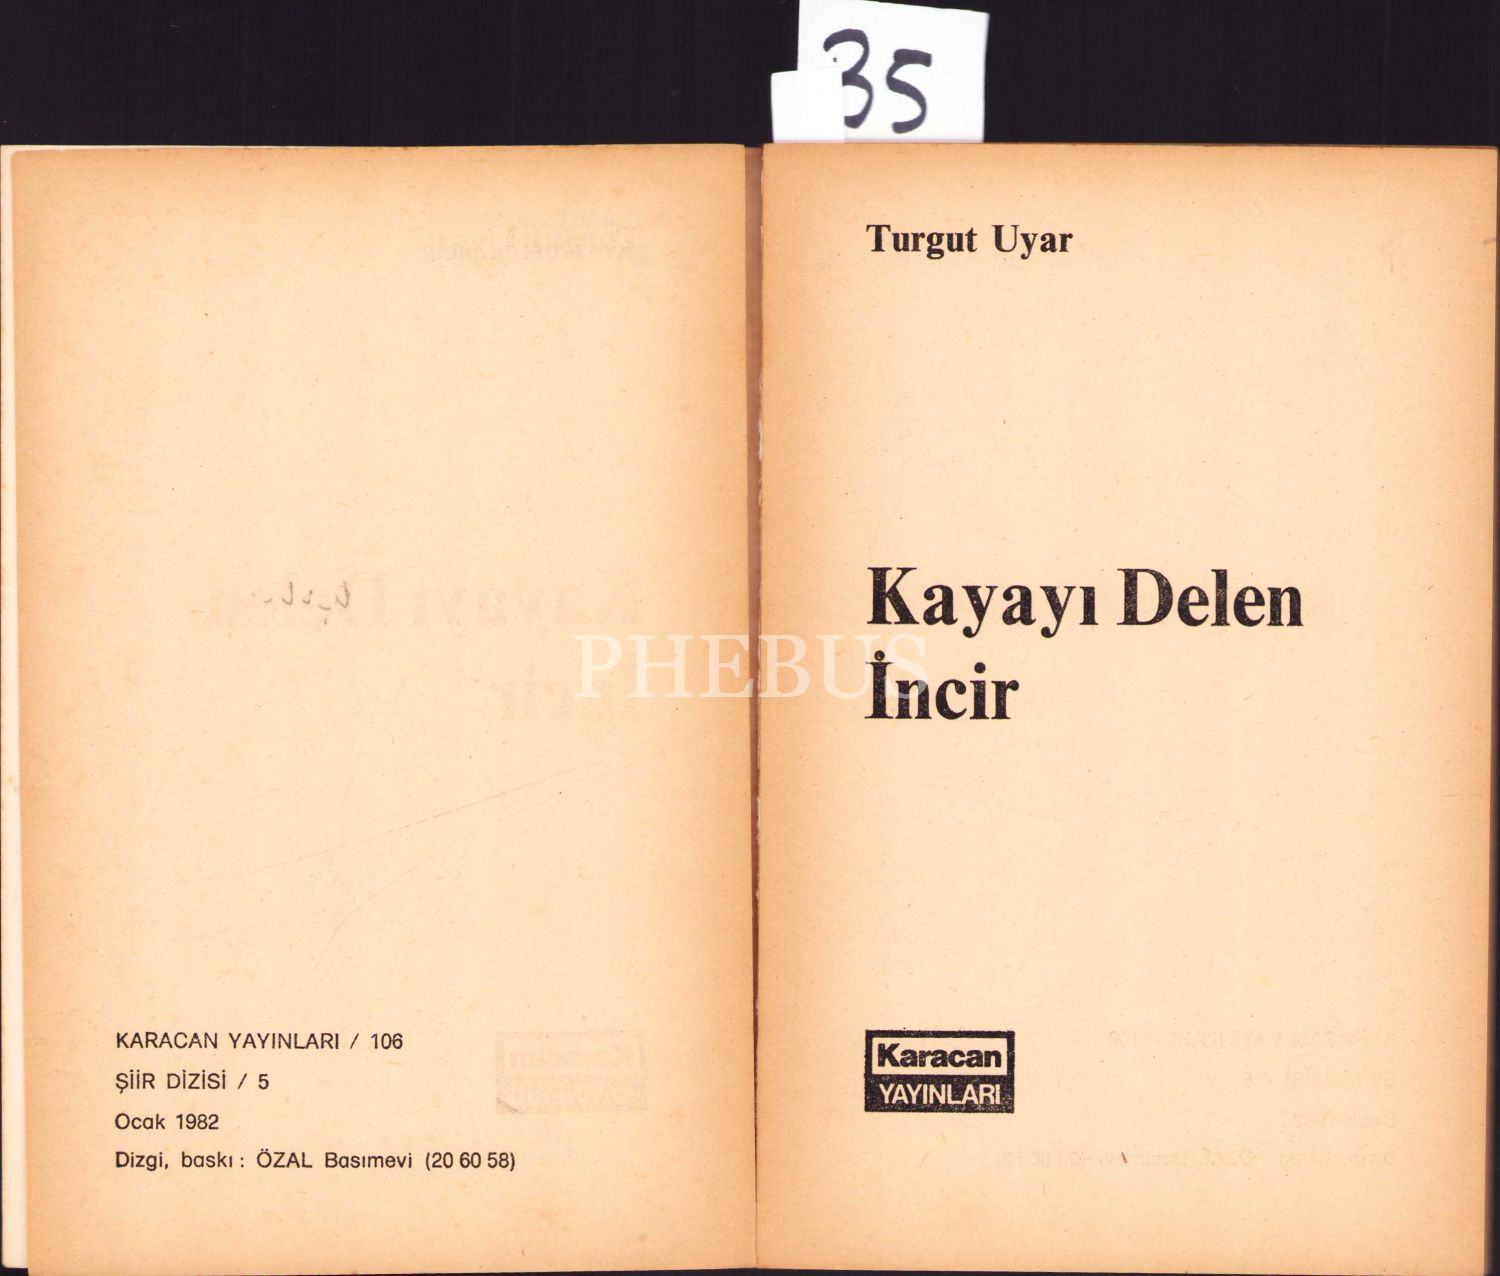 35
KARACAN YAYINLARI / 106
ŞİİR DİZİSİ / 5
Ocak 1982
Dizgi, baskı : ÖZAL Basımevi (20 60 58)
Turgut Uyar
Kayayı Delen
İncir
PHEBUS
Karacan
YAYINLARI